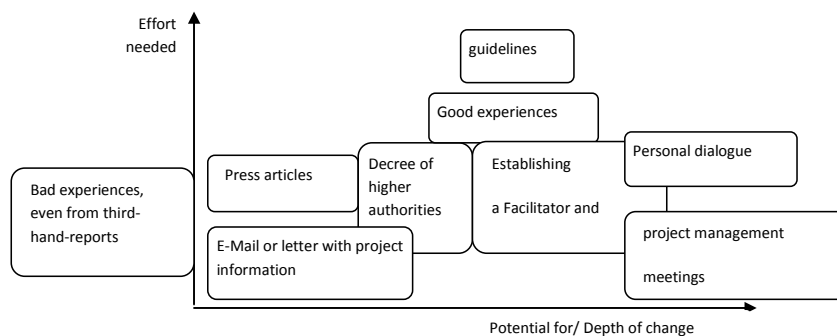 Effort
needed
guidelines
Good experiences
Personal dialogue
Decree of
higher
authorities
Establishing
a Facilitator and
Press articles
Bad experiences,
even from third-
hand-reports
E-Mail or letter with project
information
project management
meetings
Potential for/ Depth of change